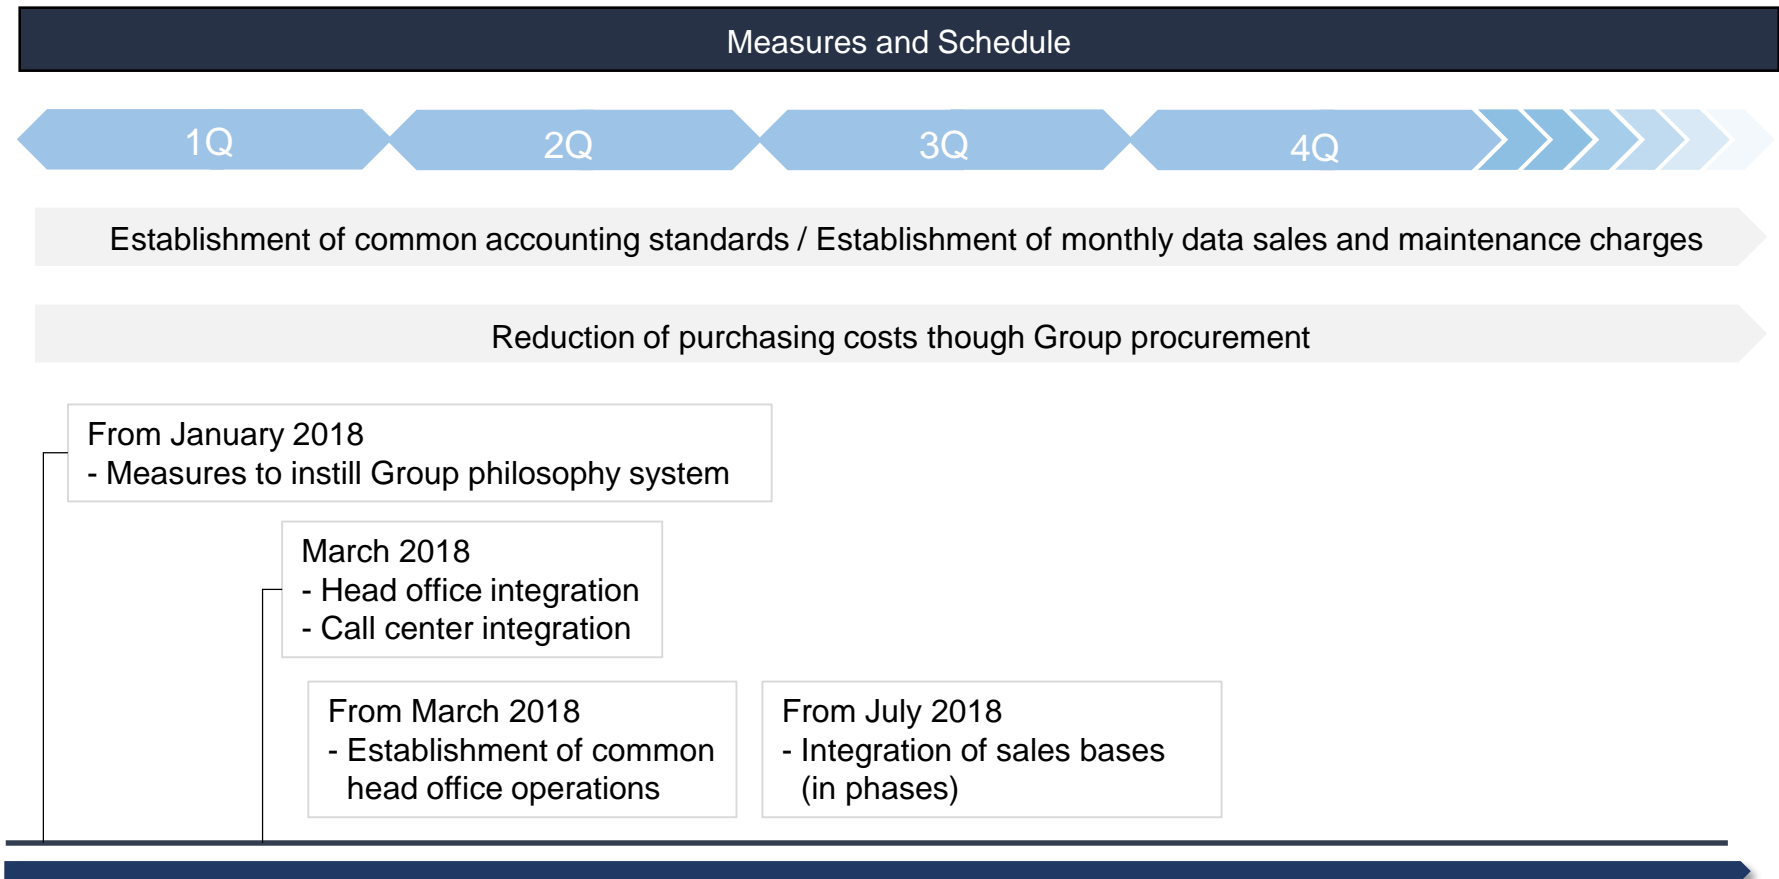 Measures and Schedule
1Q
2Q
3Q
4Q
Establishment of common accounting standards / Establishment of monthly data sales and maintenance charges
Reduction of purchasing costs though Group procurement
From January 2018
- Measures to instill Group philosophy system
March 2018
- Head office integration
- Call center integration
From March 2018
- Establishment of common
head office operations
From July 2018
- Integration of sales bases
(in phases)